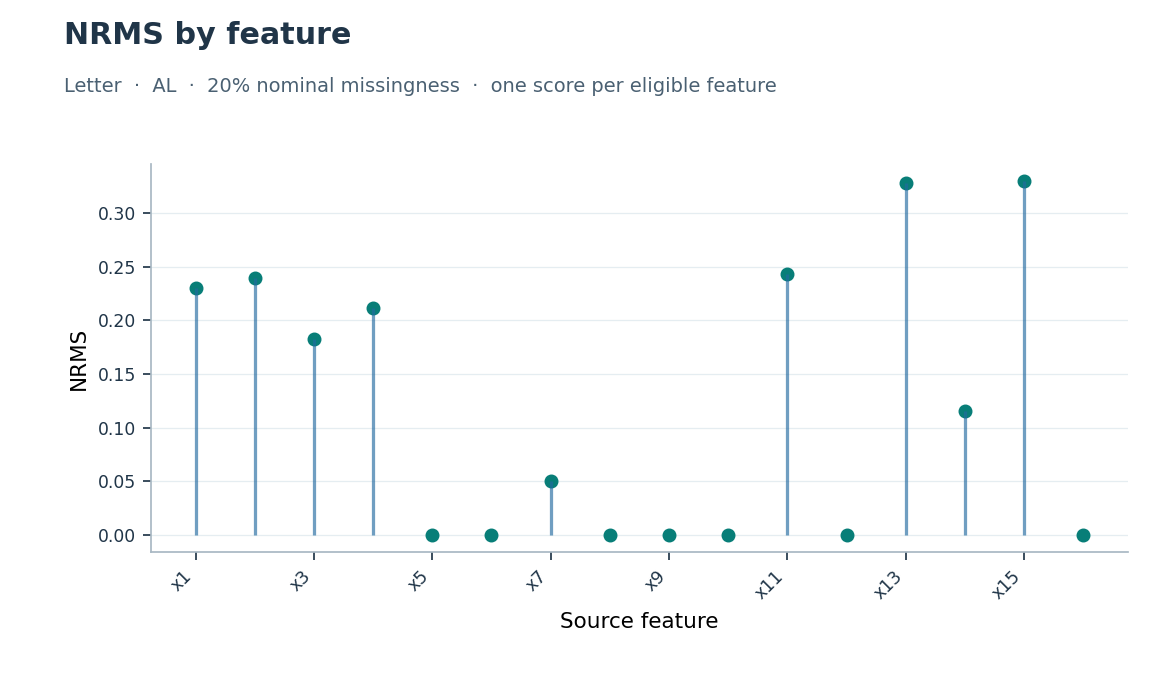 NRMS by feature
Letter · AL · 20% nominal missingness · one score per eligible feature
NRMS
0.30
0.25
0.20
0.15
0.10
0.05
0.00
x1 x3 x5 x7 x9 x11 x13 x15
Source feature